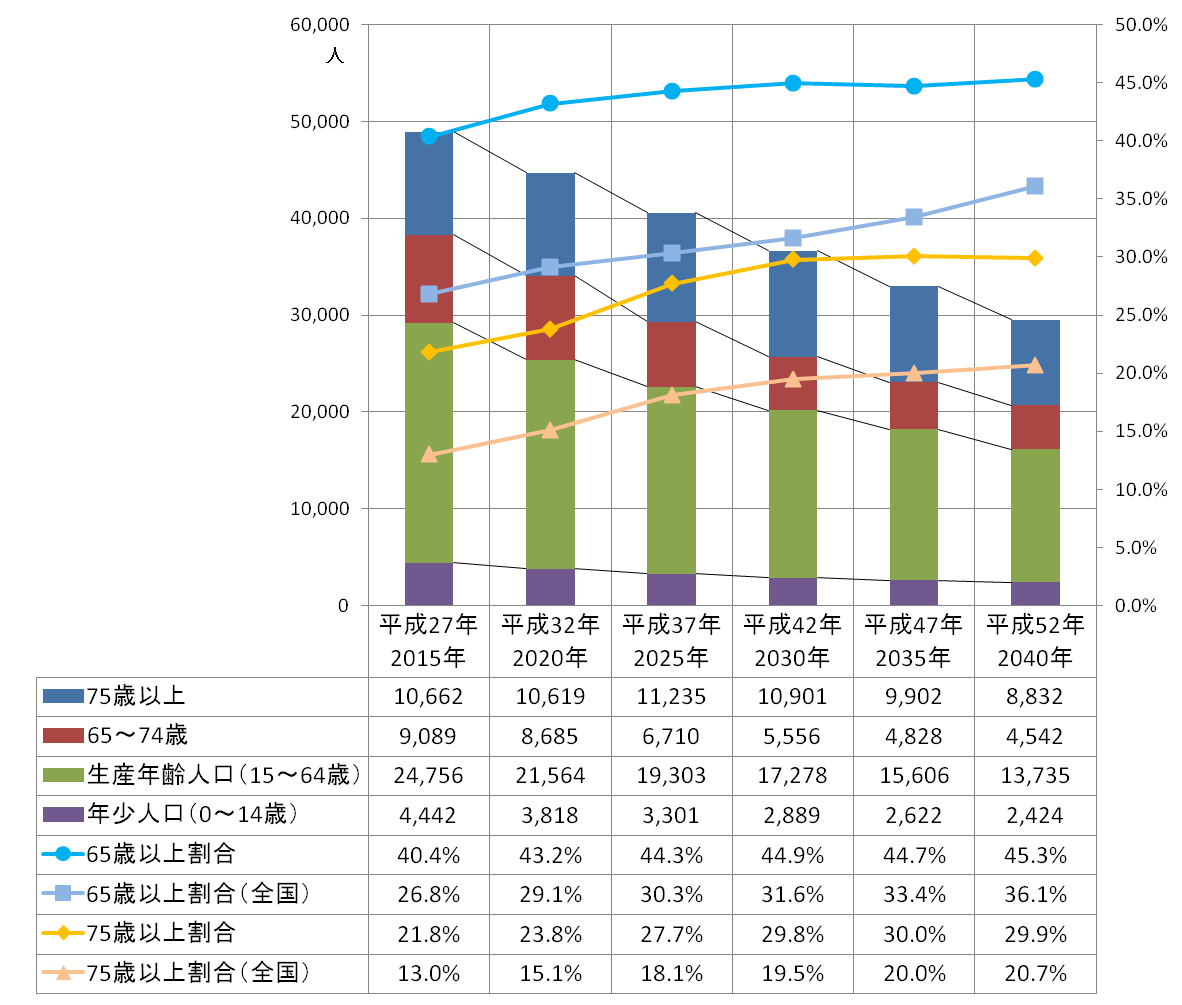 60,000
人
50,000
40,000
30,000
20,000
10,000
0
50.0%
45.0%
40.0%
35.0%
30.0%
25.0%
20.0%
15.0%
10.0%
5.0%
0.0%
平成27年 平成32年 平成37年 平成42年 平成47年 平成52年
2015年 2020年 2025年 2030年 2035年 2040年
75歳以上 10,662 10,619 11,235 10,901 9,902 8,832
65～74歳 9,089 8,685 6,710 5,556 4,828 4,542
生産年齢人口（15～64歳） 24,756 21,564 19,303 17,278 15,606 13,735
年少人口（0～14歳） 4,442 3,818 3,301 2,889 2,622 2,424
65歳以上割合 40.4% 43.2% 44.3% 44.9% 44.7% 45.3%
65歳以上割合（全国） 26.8% 29.1% 30.3% 31.6% 33.4% 36.1%
75歳以上割合 21.8% 23.8% 27.7% 29.8% 30.0% 29.9%
75歳以上割合（全国） 13.0% 15.1% 18.1% 19.5% 20.0% 20.7%